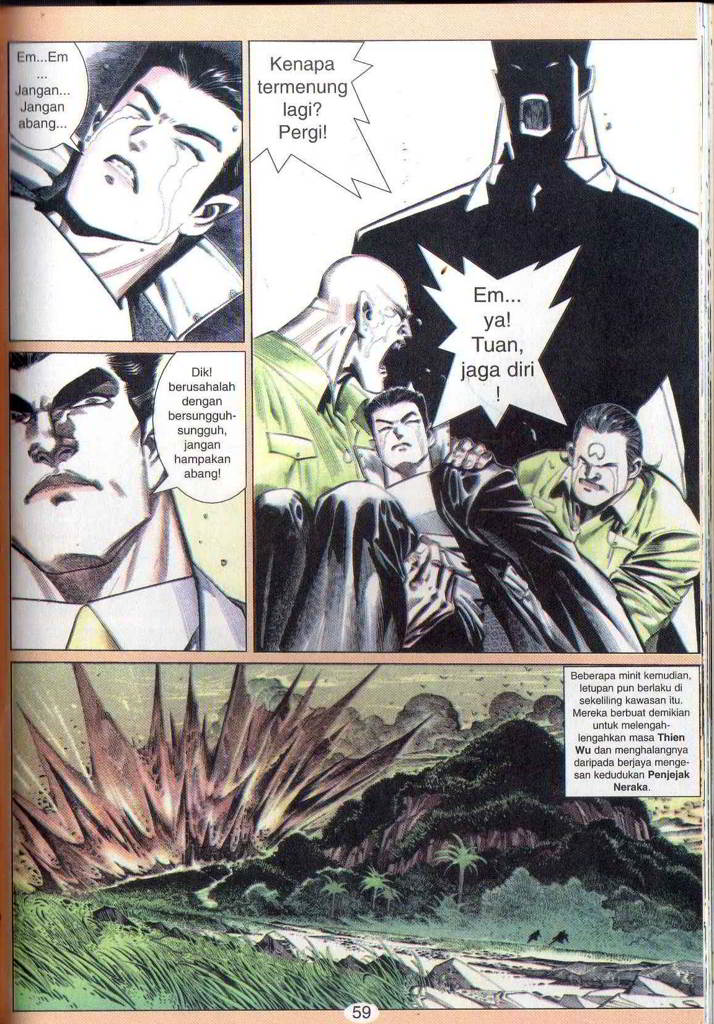 Em...Em
...
Jangan...
Jangan
abang...
Kenapa
termenung
lagi?
Pergi!
Em...
ya!
Tuan,
jaga diri
!
Dik!
berusahalah
dengan
bersungguh-
sungguh,
jangan
hampakan
abang!
Beberapa minit kemudian,
letupan pun berlaku di
sekeliling kawasan itu.
Mereka berbuat demikian
untuk melengah-
lengahkan masa Thien
Wu dan menghalangnya
daripada berjaya menge-
san kedudukan Penjejak
Neraka.
59